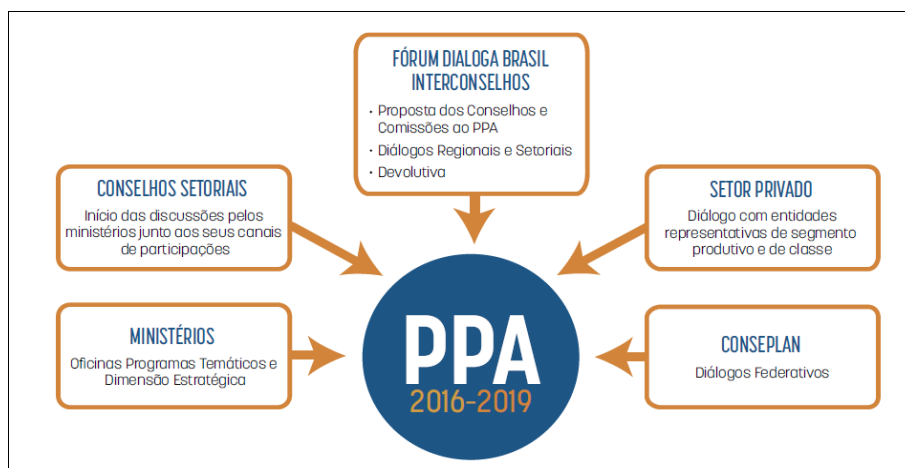 FÓRUM DIALOGA BRASIL
INTERCONSELHOS
• Proposta dos Conselhos e
Comissões ao PPA
• Diálogos Regionais e Setoriais
• Devolutiva
CONSELHOS SETORIAIS
Início das discussões pelos
ministérios junto aos seus canais
de participações
SETOR PRIVADO
Diálogo com entidades
representativas de segmento
produtivo e de classe
MINISTÉRIOS
Oficinas Programas Temáticos e
Dimensão Estratégica
PPA
2016-2019
CONSEPLAN
Diálogos Federativos